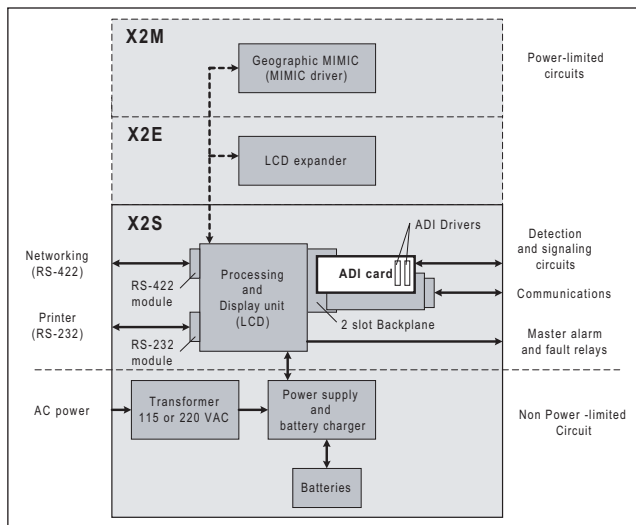 X2M
Geographic MIMIC
(MIMIC driver)
Power-limited
circuits
X2E
LCD expander
X2S
ADI Drivers
Networking
(RS-422)
RS-422
module
Processing
and
Display unit
(LCD)
ADI card
Detection
and signaling
circuits
Communications
2 slot Backplane
Printer
(RS-232)
RS-232
module
Master alarm
and fault relays
AC power
Transformer
115 or 220 VAC
Power supply
and
battery charger
Non Power -limited
Circuit
Batteries